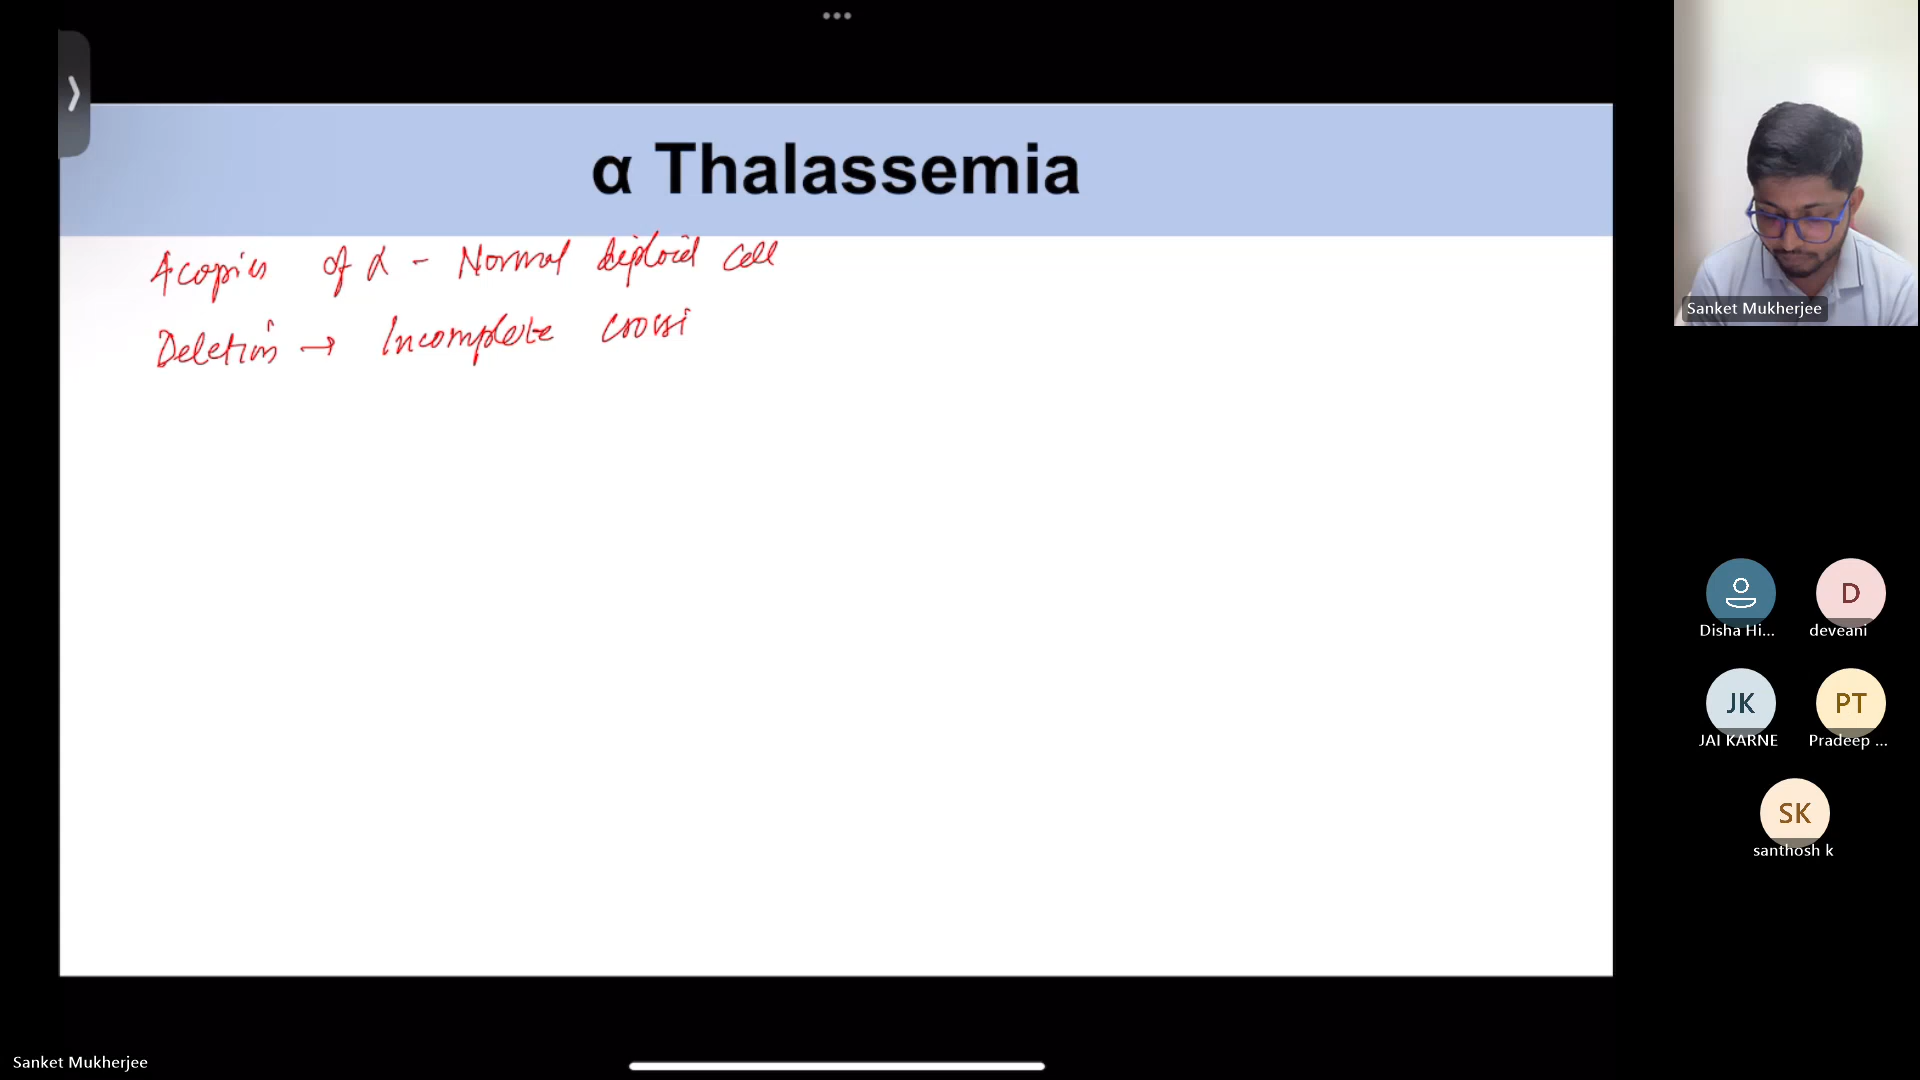 α Thalassemia
4 copies of α - Normal diploid cell
Deletion → Incomplete crossi
Sanket Mukherjee
Disha Hi...
D
deveani
JK
JAI KARNE
PT
Pradeep ...
SK
santhosh k
Sanket Mukherjee